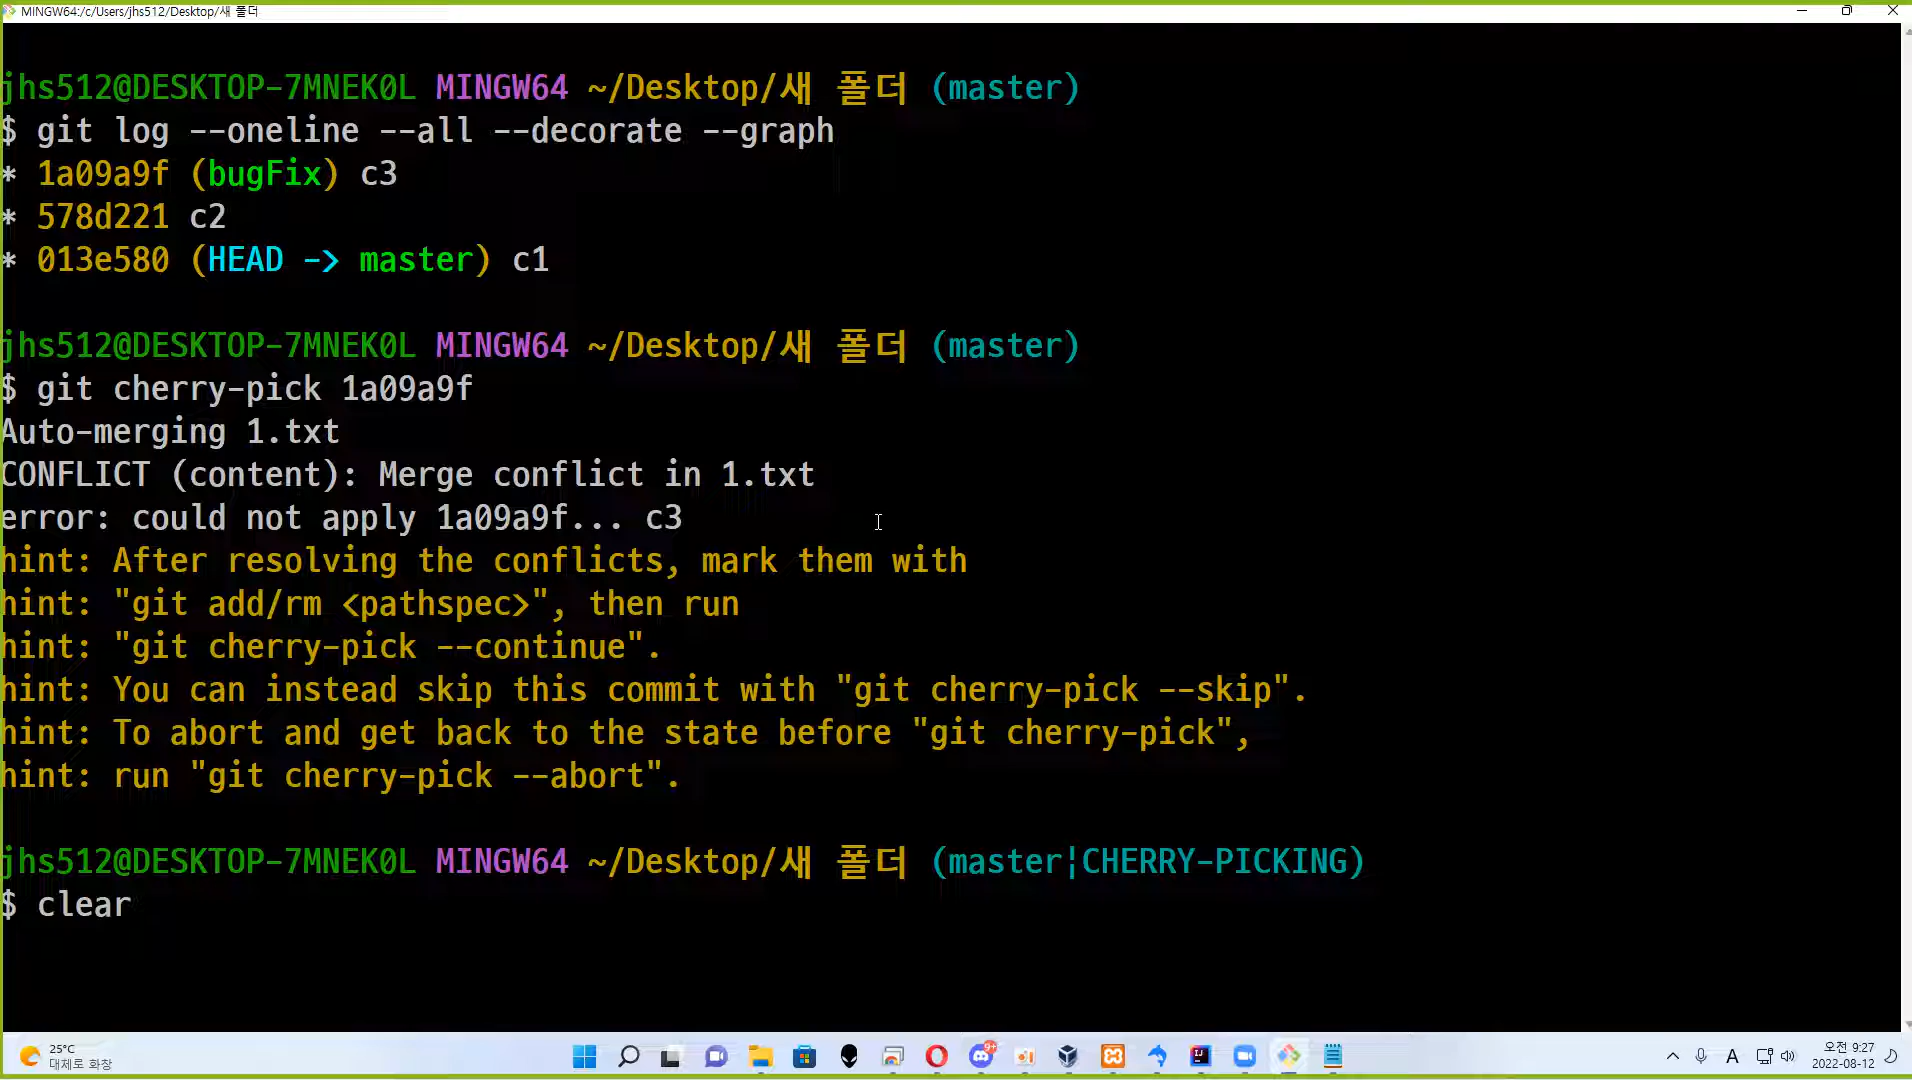 MINGW64:/c/Users/jhs512/Desktop/새 폴더
jhs512@DESKTOP-7MNEK0L MINGW64 ~/Desktop/새 폴더 (master)
$ git log --oneline --all --decorate --graph
* 1a09a9f (bugFix) c3
* 578d221 c2
* 013e580 (HEAD -> master) c1
jhs512@DESKTOP-7MNEK0L MINGW64 ~/Desktop/새 폴더 (master)
$ git cherry-pick 1a09a9f
Auto-merging 1.txt
CONFLICT (content): Merge conflict in 1.txt
error: could not apply 1a09a9f... c3
hint: After resolving the conflicts, mark them with
hint: "git add/rm <pathspec>", then run
hint: "git cherry-pick --continue".
hint: You can instead skip this commit with "git cherry-pick --skip".
hint: To abort and get back to the state before "git cherry-pick",
hint: run "git cherry-pick --abort".
jhs512@DESKTOP-7MNEK0L MINGW64 ~/Desktop/새 폴더 (master¦CHERRY-PICKING)
$ clear
25°C
대체로 화창
9+
IJ
A
오전 9:27
2022-08-12